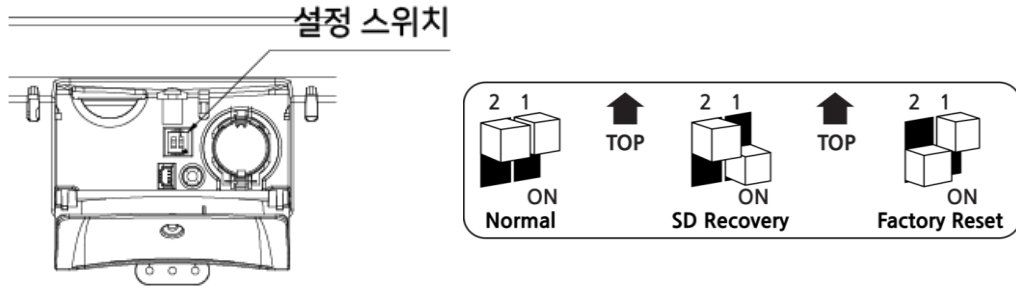 설정 스위치
2 1
TOP
ON
Normal
2 1
TOP
ON
SD Recovery
2 1
ON
Factory Reset